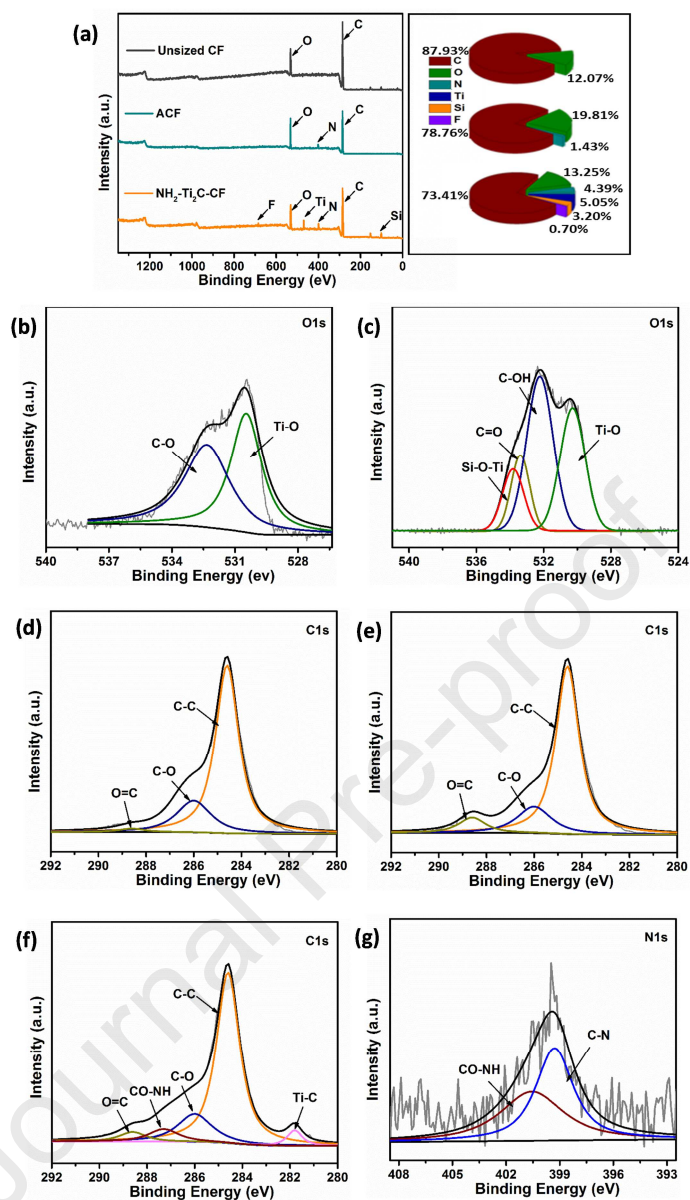 (a)
Unsized CF
O
C
ACF
O
N
C
NH2-Ti2C-CF
F
O
Ti
N
C
Si
Intensity (a.u.)
1200 1000 800 600 400 200 0
Binding Energy (eV)
87.93%
C
O
N
Ti
Si
F
12.07%
19.81%
78.76%
1.43%
13.25%
73.41%
4.39%
5.05%
3.20%
0.70%
(b)
O1s
C-O
Ti-O
Intensity (a.u.)
540 537 534 531 528
Binding Energy (ev)
(c)
O1s
C-OH
C=O
Si-O-Ti
Ti-O
Intensity (a.u.)
540 536 532 528 524
Bingding Energy (eV)
(d)
C1s
C-C
C-O
O=C
Intensity (a.u.)
292 290 288 286 284 282 280
Binding Energy (eV)
(e)
C1s
C-C
C-O
O=C
Intensity (a.u.)
292 290 288 286 284 282 280
Binding Energy (eV)
(f)
C1s
C-C
C-O
CO-NH
O=C
Ti-C
Intensity (a.u.)
292 290 288 286 284 282 280
Binding Energy (eV)
(g)
N1s
C-N
CO-NH
Intensity (a.u.)
408 405 402 399 396 393
Binding Energy (eV)
Journal Pre-proof